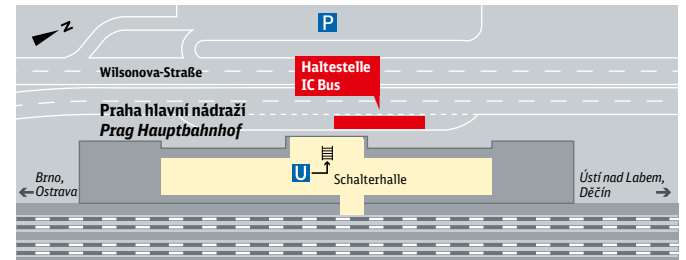 P
N
Wilsonova-Straße
Haltestelle
IC Bus
Praha hlavní nádraží
Prag Hauptbahnhof
U
Schalterhalle
Brno,
Ostrava
Ústí nad Labem,
Děčín